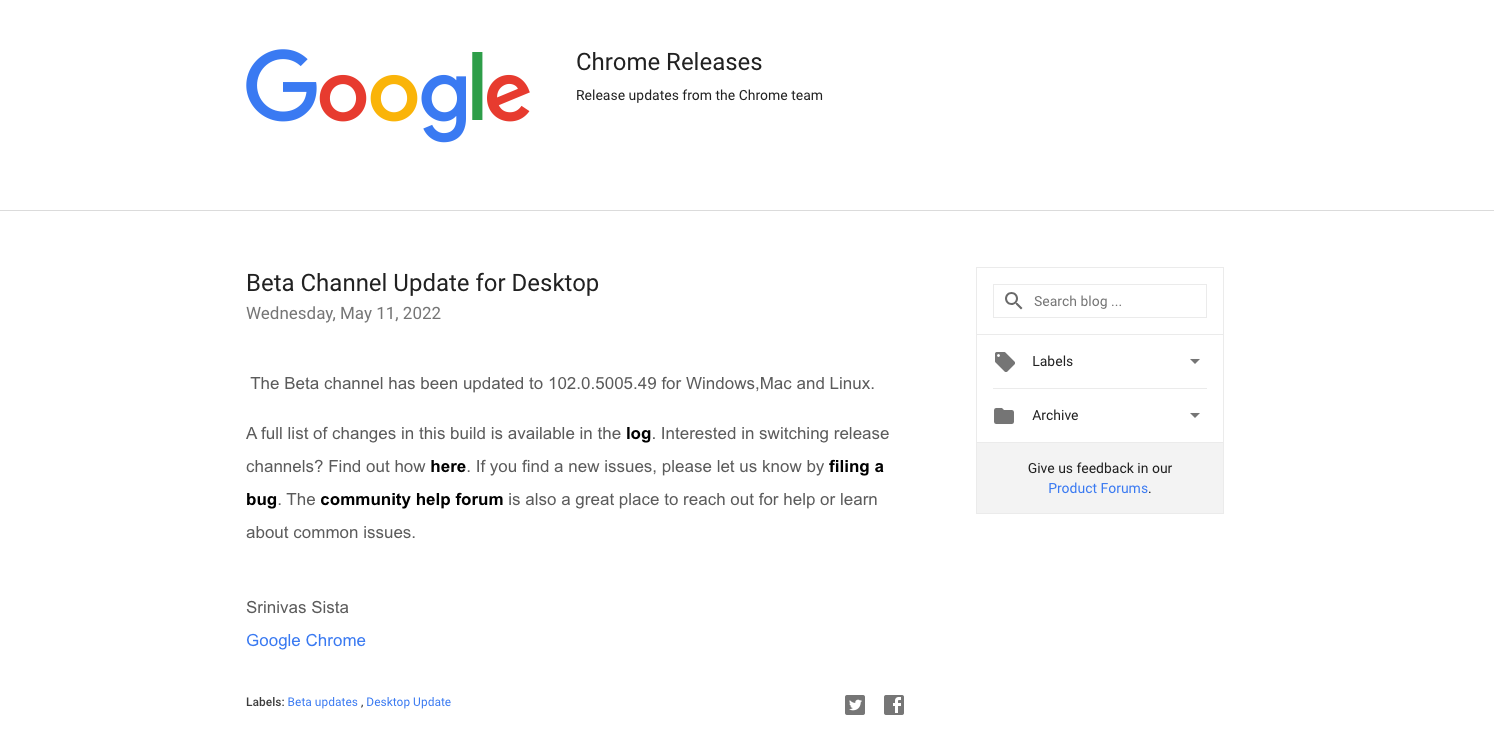 Google
Chrome Releases
Release updates from the Chrome team
Beta Channel Update for Desktop
Wednesday, May 11, 2022
The Beta channel has been updated to 102.0.5005.49 for Windows,Mac and Linux.
A full list of changes in this build is available in the log. Interested in switching release
channels? Find out how here. If you find a new issues, please let us know by filing a
bug. The community help forum is also a great place to reach out for help or learn
about common issues.
Srinivas Sista
Google Chrome
Labels: Beta updates , Desktop Update
Search blog ...
Labels
Archive
Give us feedback in our
Product Forums.